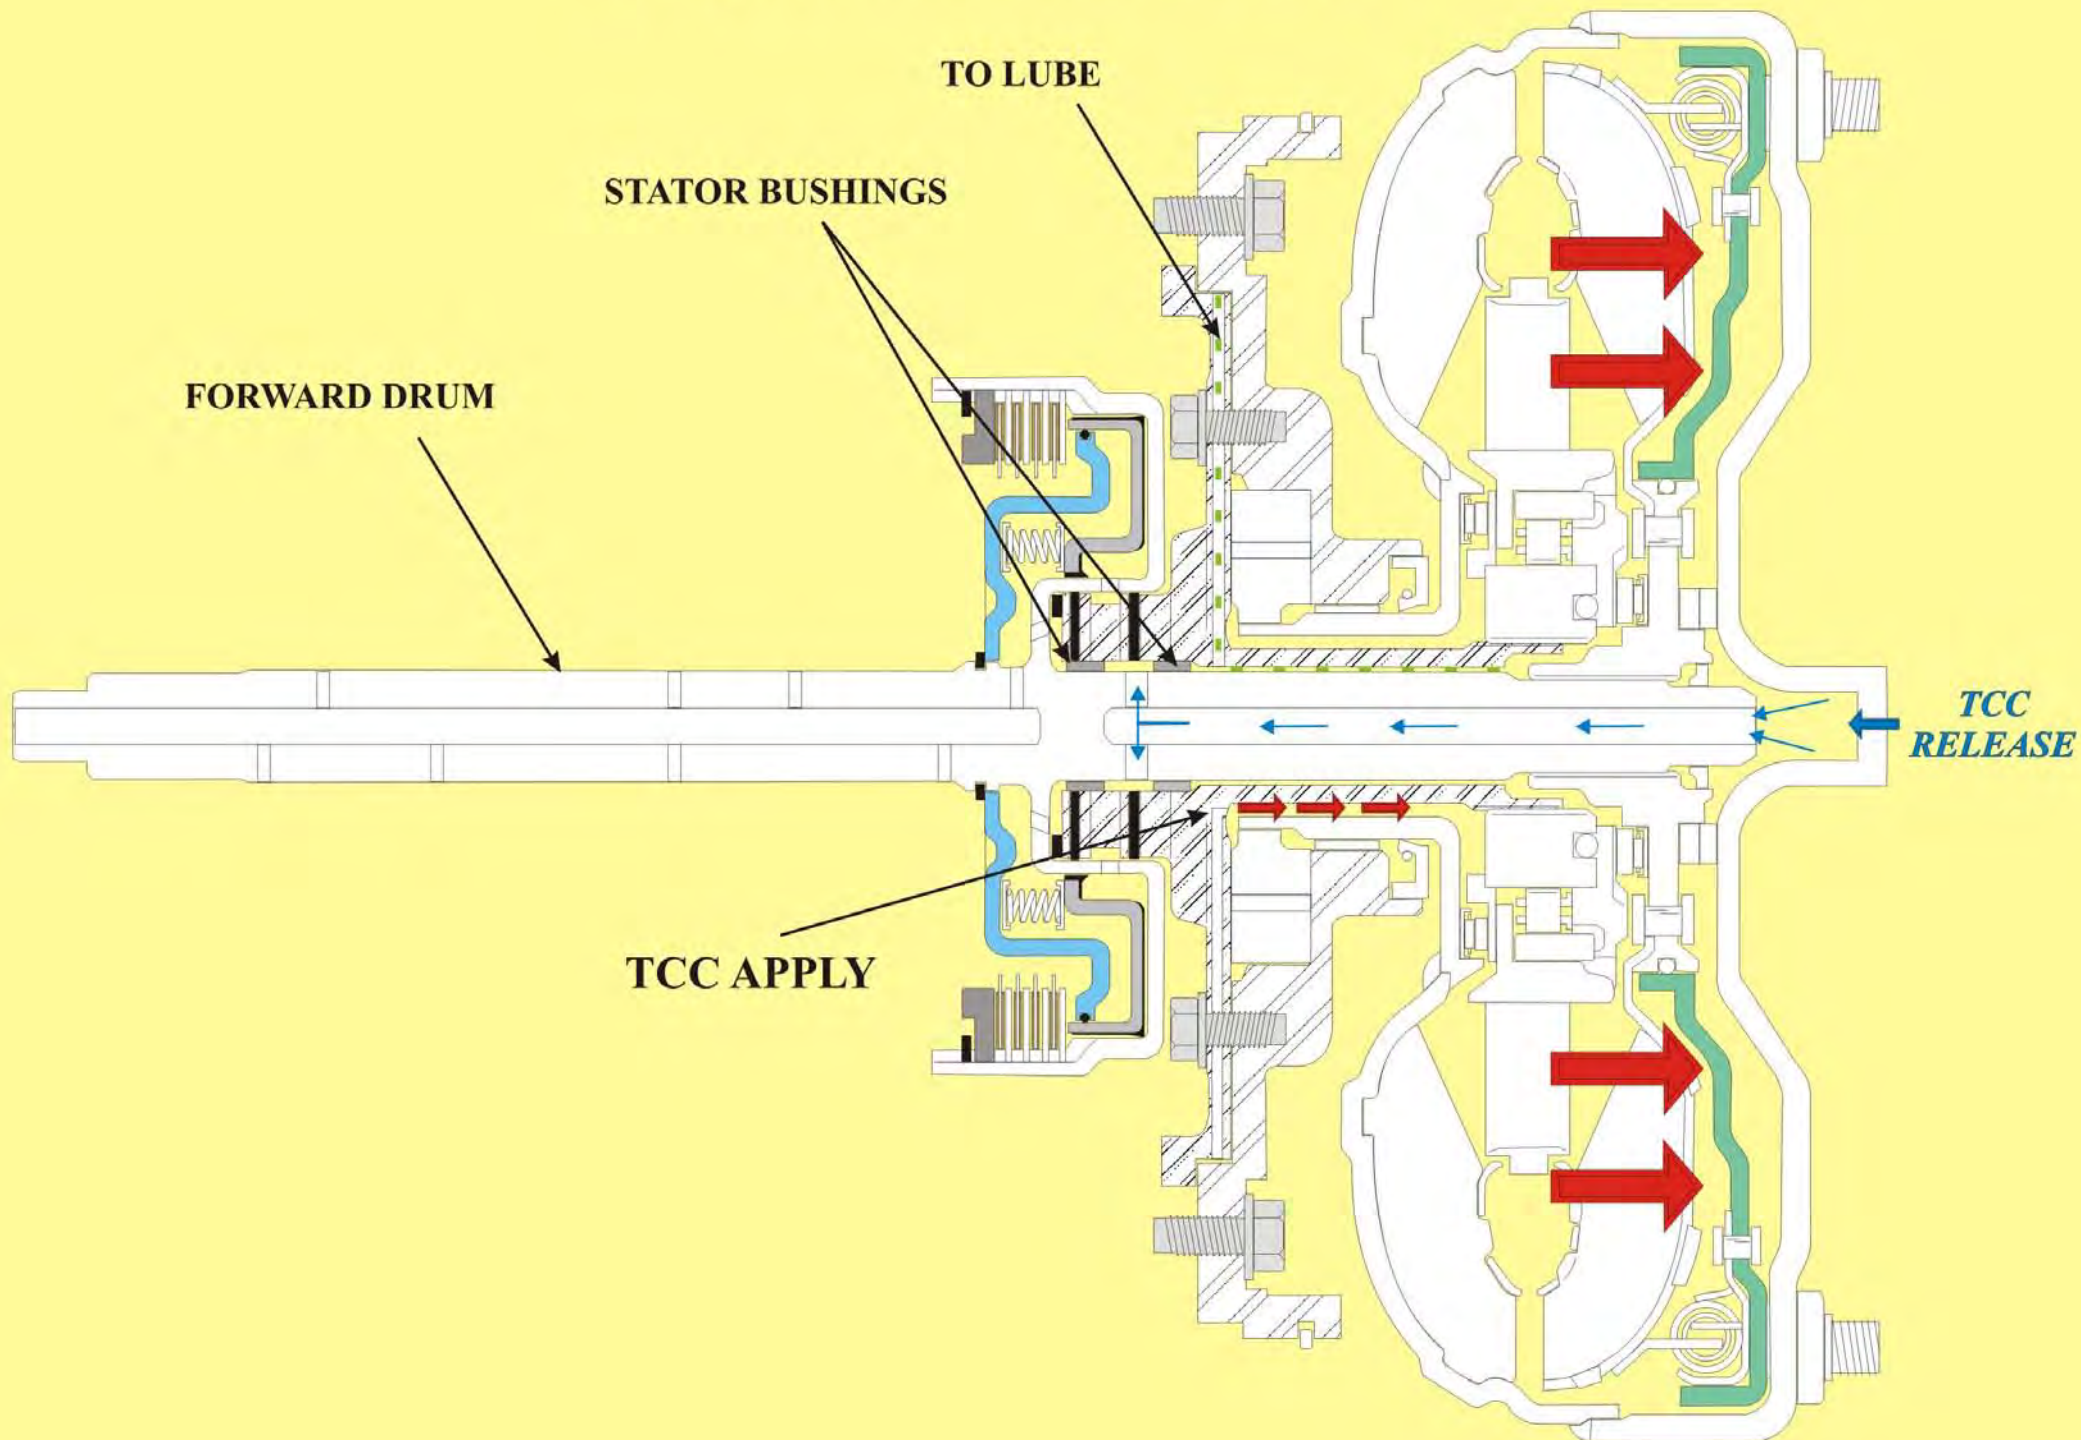 TO LUBE
STATOR BUSHINGS
FORWARD DRUM
TCC
RELEASE
TCC APPLY